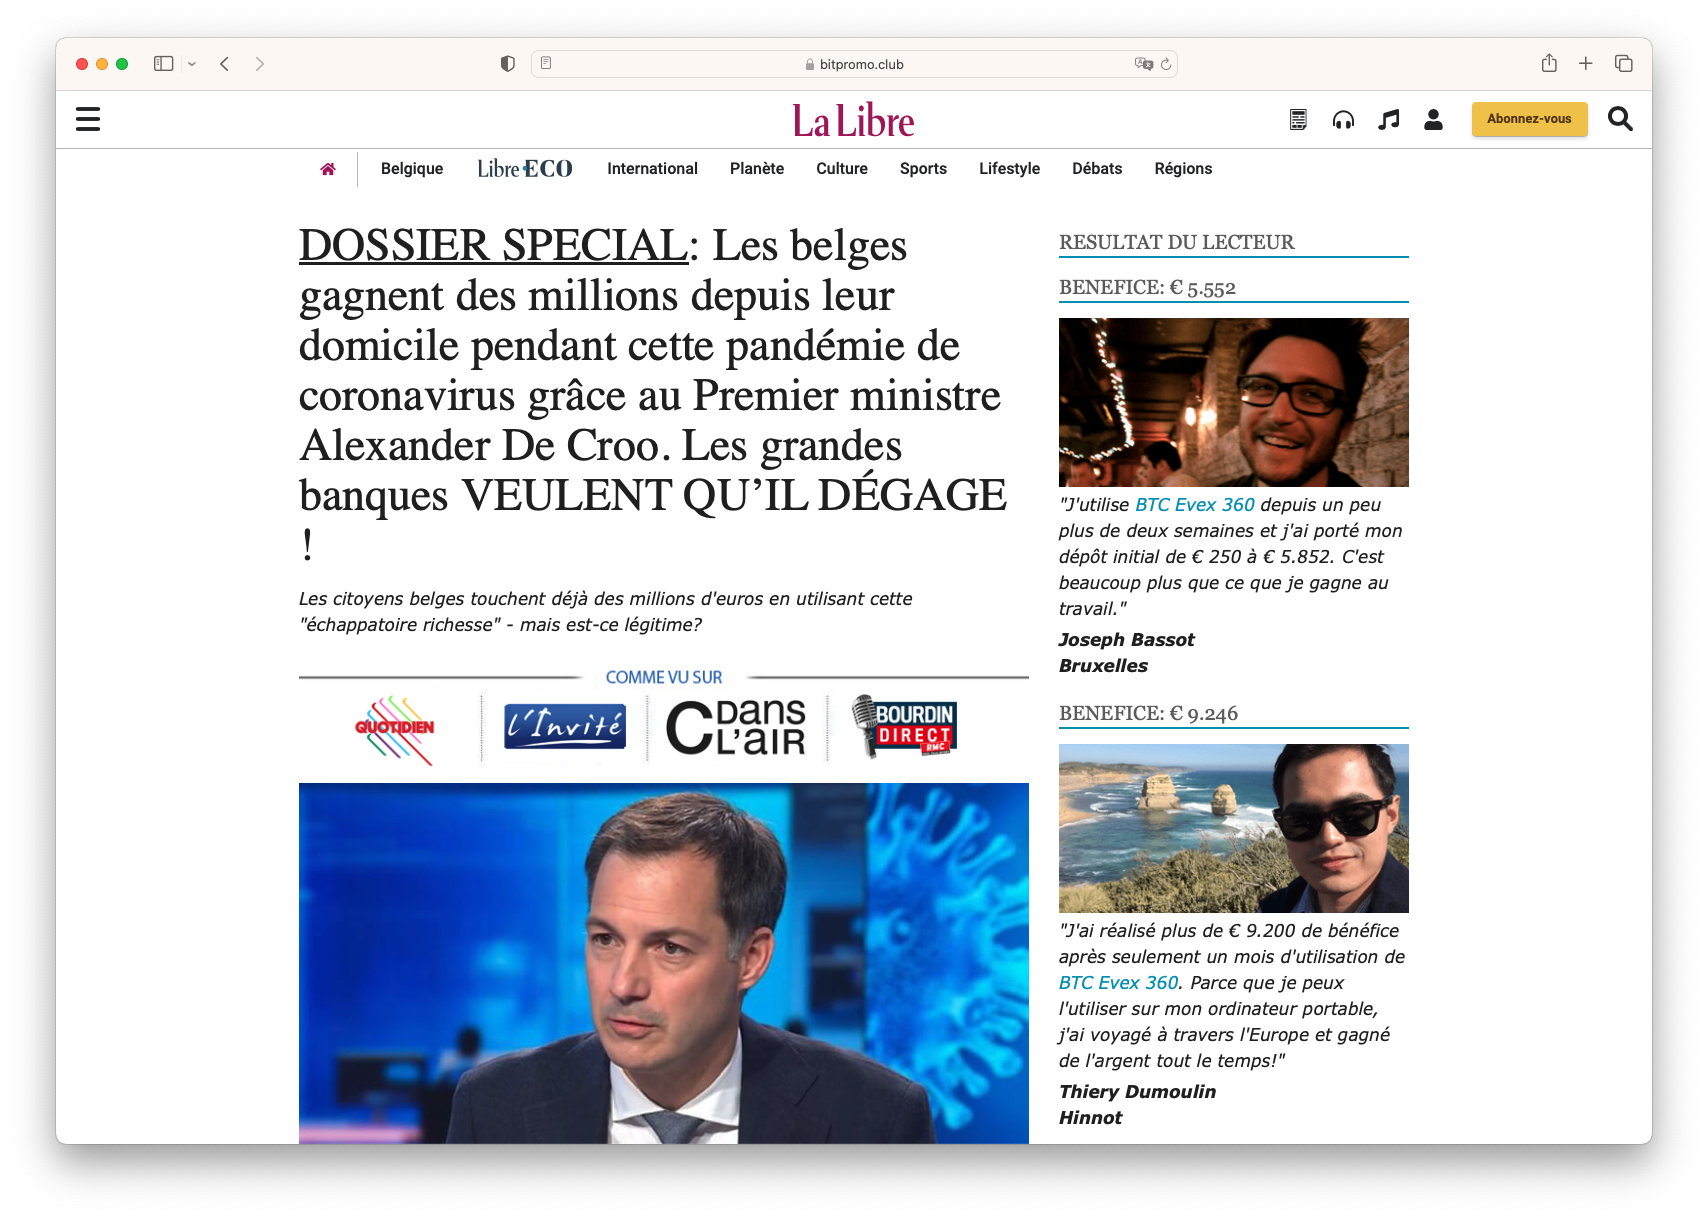 bitpromo.club
La Libre
Abonnez-vous
Belgique
Libre ECO
International
Planète
Culture
Sports
Lifestyle
Débats
Régions
DOSSIER SPECIAL: Les belges
gagnent des millions depuis leur
domicile pendant cette pandémie de
coronavirus grâce au Premier ministre
Alexander De Croo. Les grandes
banques VEULENT QU’IL DÉGAGE
!
Les citoyens belges touchent déjà des millions d'euros en utilisant cette
"échappatoire richesse" - mais est-ce légitime?
COMME VU SUR
QUOTIDIEN
l'Invité
C DANS
L'AIR
BOURDIN
DIRECT
RMC
RESULTAT DU LECTEUR
BENEFICE: € 5.552
"J'utilise BTC Evex 360 depuis un peu
plus de deux semaines et j'ai porté mon
dépôt initial de € 250 à € 5.852. C'est
beaucoup plus que ce que je gagne au
travail."
Joseph Bassot
Bruxelles
BENEFICE: € 9.246
"J'ai réalisé plus de € 9.200 de bénéfice
après seulement un mois d'utilisation de
BTC Evex 360. Parce que je peux
l'utiliser sur mon ordinateur portable,
j'ai voyagé à travers l'Europe et gagné
de l'argent tout le temps!"
Thiery Dumoulin
Hinnot